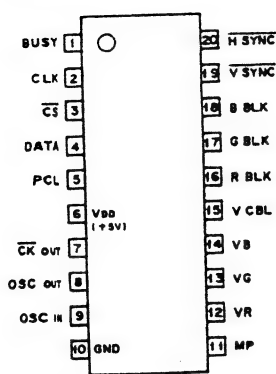 BUSY 1 20 H SYNC
CLK 2 19 V SYNC
CS 3 18 B BLK
DATA 4 17 G BLK
PCL 5 16 R BLK
6 VDD (+5V) 15 V CBL
CK OUT 7 14 VB
OSC OUT 8 13 VG
OSC IN 9 12 VR
10 GND 11 MP